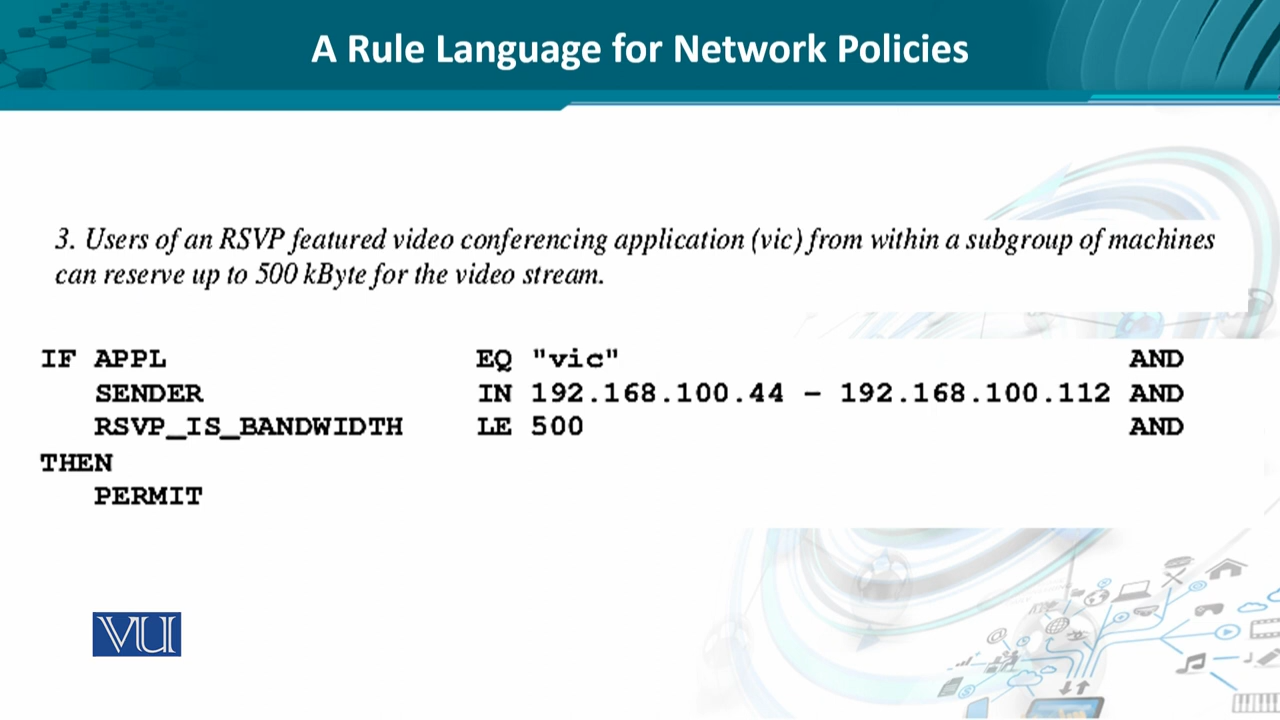 A Rule Language for Network Policies
3. Users of an RSVP featured video conferencing application (vic) from within a subgroup of machines
can reserve up to 500 kByte for the video stream.
IF APPL EQ "vic" AND
SENDER IN 192.168.100.44 – 192.168.100.112 AND
RSVP_IS_BANDWIDTH LE 500 AND
THEN
PERMIT
VU